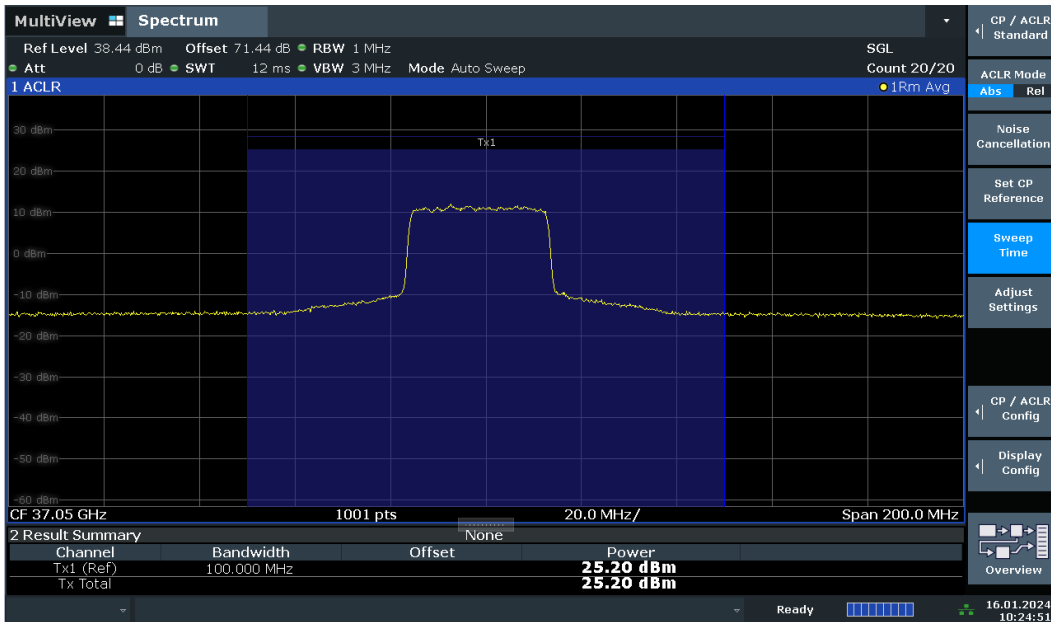 MultiView Spectrum
Ref Level 38.44 dBm Offset 71.44 dB RBW 1 MHz SGL
Att 0 dB SWT 12 ms VBW 3 MHz Mode Auto Sweep Count 20/20
1 ACLR 1Rm Avg
Tx1
30 dBm
20 dBm
10 dBm
0 dBm
-10 dBm
-20 dBm
-30 dBm
-40 dBm
-50 dBm
-60 dBm
CF 37.05 GHz 1001 pts 20.0 MHz/ Span 200.0 MHz
2 Result Summary None
Channel Bandwidth Offset Power
Tx1 (Ref) 100.000 MHz 25.20 dBm
Tx Total 25.20 dBm
Ready
16.01.2024
10:24:51
CP / ACLR
Standard
ACLR Mode
Abs Rel
Noise
Cancellation
Set CP
Reference
Sweep
Time
Adjust
Settings
CP / ACLR
Config
Display
Config
Overview